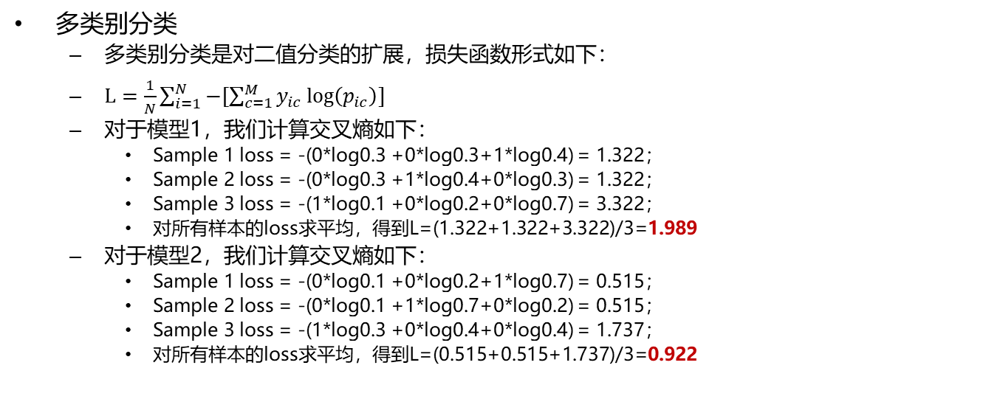 • 多类别分类
– 多类别分类是对二值分类的扩展，损失函数形式如下：
– L = \frac{1}{N}\sum_{i=1}^{N} -[\sum_{c=1}^{M} y_{ic} \log(p_{ic})]
– 对于模型1，我们计算交叉熵如下：
• Sample 1 loss = -(0*log0.3 +0*log0.3+1*log0.4) = 1.322；
• Sample 2 loss = -(0*log0.3 +1*log0.4+0*log0.3) = 1.322；
• Sample 3 loss = -(1*log0.1 +0*log0.2+0*log0.7) = 3.322；
• 对所有样本的loss求平均，得到L=(1.322+1.322+3.322)/3=1.989
– 对于模型2，我们计算交叉熵如下：
• Sample 1 loss = -(0*log0.1 +0*log0.2+1*log0.7) = 0.515；
• Sample 2 loss = -(0*log0.1 +1*log0.7+0*log0.2) = 0.515；
• Sample 3 loss = -(1*log0.3 +0*log0.4+0*log0.4) = 1.737；
• 对所有样本的loss求平均，得到L=(0.515+0.515+1.737)/3=0.922